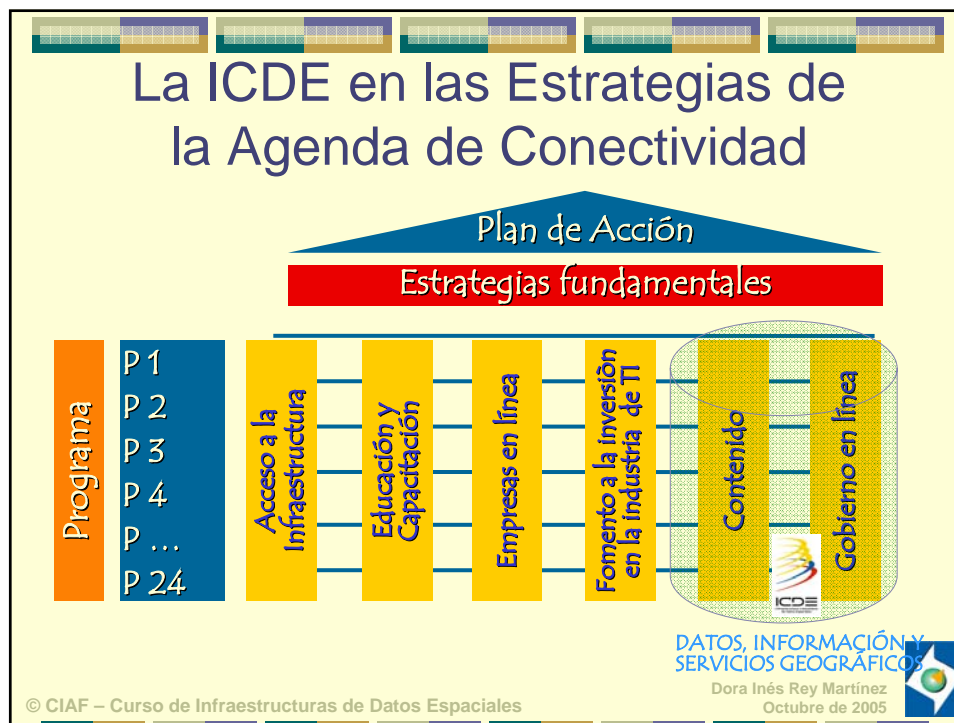 La ICDE en las Estrategias de
la Agenda de Conectividad
Plan de Acción
Estrategias fundamentales
Programa
P 1
P 2
P 3
P 4
P …
P 24
Acceso a la
Infraestructura
Educación y
Capacitación
Empresas en línea
Fomento a la inversiòn
en la industria de TI
Contenido
Gobierno en línea
ICDE
DATOS, INFORMACIÓN Y
SERVICIOS GEOGRÁFICOS
© CIAF – Curso de Infraestructuras de Datos Espaciales
Dora Inés Rey Martínez
Octubre de 2005